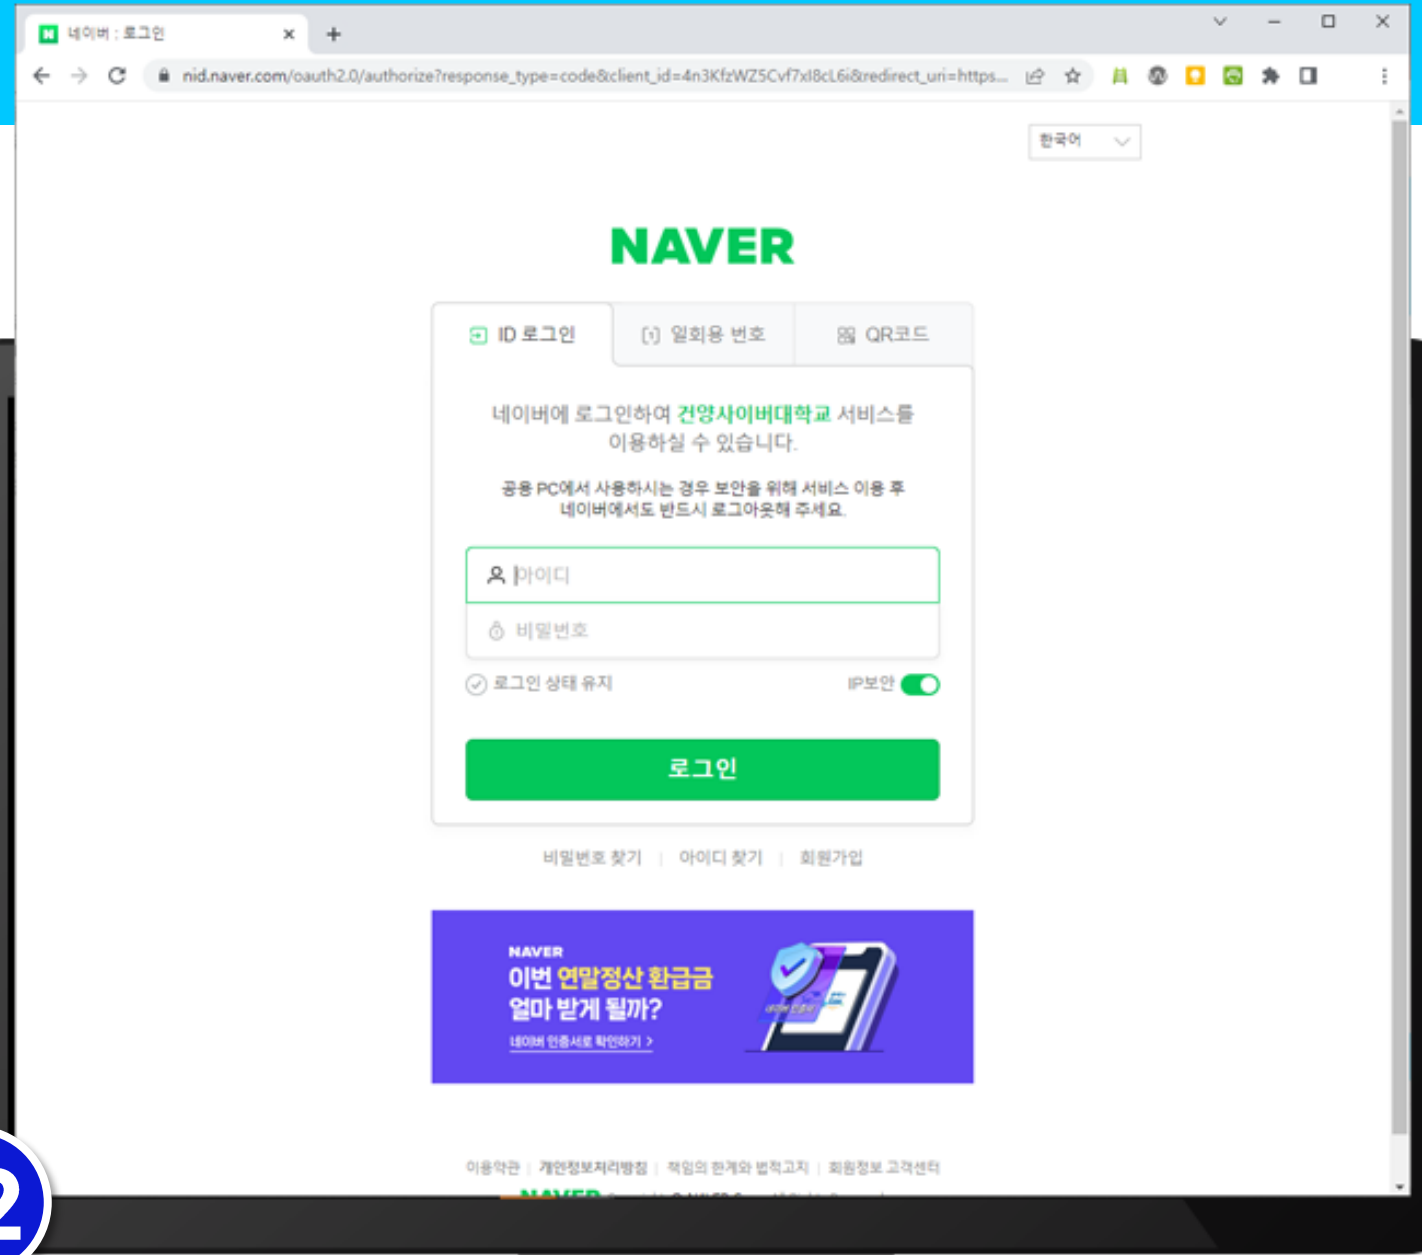 네이버 : 로그인
nid.naver.com/oauth2.0/authorize?response_type=code&client_id=4n3KfzWZ5Cvf7xI8cL6i&redirect_uri=https...
한국어
NAVER
ID 로그인
일회용 번호
QR코드
네이버에 로그인하여 건양사이버대학교 서비스를
이용하실 수 있습니다.
공용 PC에서 사용하시는 경우 보안을 위해 서비스 이용 후
네이버에서도 반드시 로그아웃해 주세요.
아이디
비밀번호
로그인 상태 유지
IP보안
로그인
비밀번호 찾기 | 아이디 찾기 | 회원가입
NAVER
이번 연말정산 환급금
얼마 받게 될까?
네이버 인증서로 확인하기 >
이용약관 | 개인정보처리방침 | 책임의 한계와 법적고지 | 회원정보 고객센터
NAVER
2